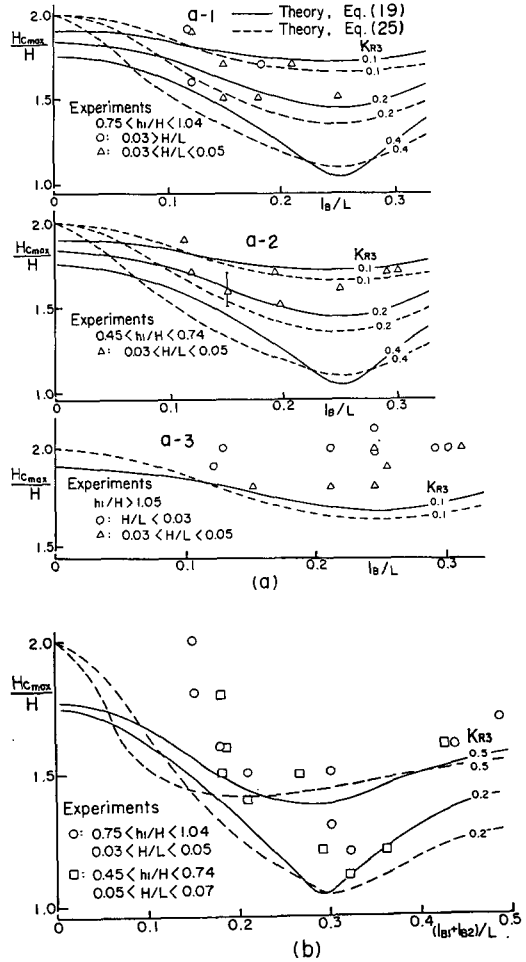 a-1
Theory, Eq.(19)
Theory, Eq.(25)
2.0
Hcmax/H
1.5
1.0
KR3
0.1
0.1
0.2
0.2
0.4
0.4
Experiments
0.75<hı/H<1.04
○: 0.03>H/L
△: 0.03<H/L<0.05
0 0.1 0.2 lB/L 0.3
a-2
2.0
Hcmax/H
1.5
1.0
KR3
0.1
0.1
0.2
0.2
0.4
0.4
Experiments
0.45<hı/H<0.74
△: 0.03<H/L<0.05
0 0.1 0.2 lB/L 0.3
a-3
2.0
Hcmax/H
1.5
KR3
0.1
0.1
Experiments
hı/H>1.05
○: H/L<0.03
△: 0.03<H/L<0.05
0 0.1 0.2 lB/L 0.3
(a)
2.0
Hcmax/H
1.5
1.0
KR3
0.5
0.5
0.2
0.2
Experiments
○: 0.75<hı/H<1.04
0.03<H/L<0.05
□: 0.45<hı/H<0.74
0.05<H/L<0.07
0 0.1 0.2 0.3 0.4 (lB1+lB2)/L 0.5
(b)